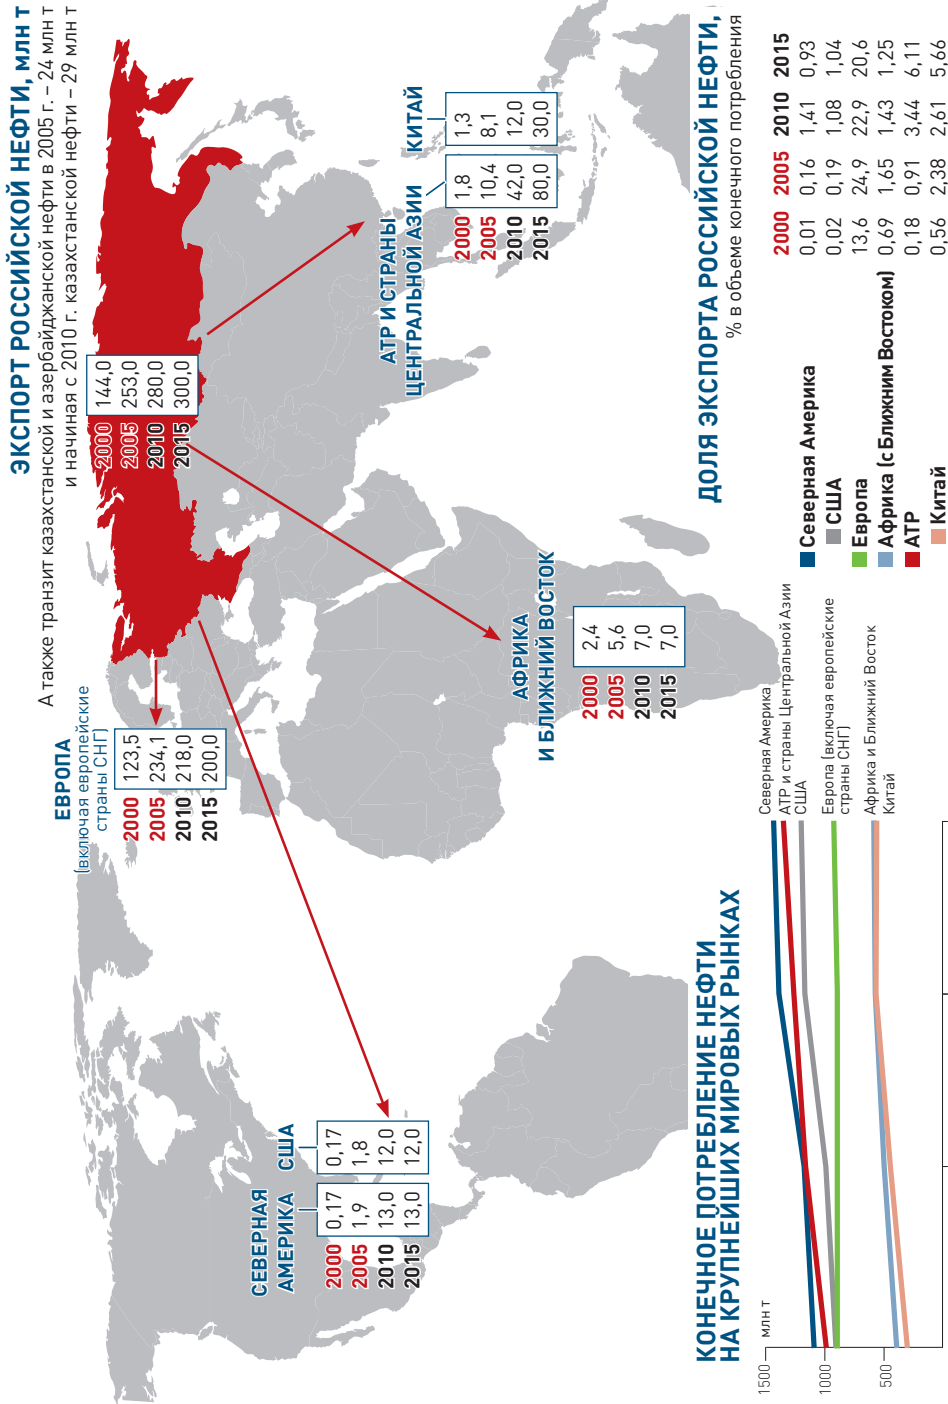 ЭКСПОРТ РОССИЙСКОЙ НЕФТИ, МЛН Т
А также транзит казахстанской и азербайджанской нефти в 2005 г. – 24 млн т
и начиная с 2010 г. казахстанской нефти – 29 млн т
2000 144,0
2005 253,0
2010 280,0
2015 300,0
ЕВРОПА
(включая европейские
страны СНГ)
2000 123,5
2005 234,1
2010 218,0
2015 200,0
СЕВЕРНАЯ
АМЕРИКА США
2000 0,17 0,17
2005 1,9 1,8
2010 13,0 12,0
2015 13,0 12,0
АТР И СТРАНЫ
ЦЕНТРАЛЬНОЙ АЗИИ КИТАЙ
2000 1,8 1,3
2005 10,4 8,1
2010 42,0 12,0
2015 80,0 30,0
АФРИКА
И БЛИЖНИЙ ВОСТОК
2000 2,4
2005 5,6
2010 7,0
2015 7,0
КОНЕЧНОЕ ПОТРЕБЛЕНИЕ НЕФТИ
НА КРУПНЕЙШИХ МИРОВЫХ РЫНКАХ
млн т
1500
1000
500
Северная Америка
АТР и страны Центральной Азии
США
Европа (включая европейские
страны СНГ)
Африка и Ближний Восток
Китай
ДОЛЯ ЭКСПОРТА РОССИЙСКОЙ НЕФТИ,
% в объеме конечного потребления
2000 2005 2010 2015
Северная Америка 0,01 0,16 1,41 0,93
США 0,02 0,19 1,08 1,04
Европа 13,6 24,9 22,9 20,6
Африка (с Ближним Востоком) 0,69 1,65 1,43 1,25
АТР 0,18 0,91 3,44 6,11
Китай 0,56 2,38 2,61 5,66